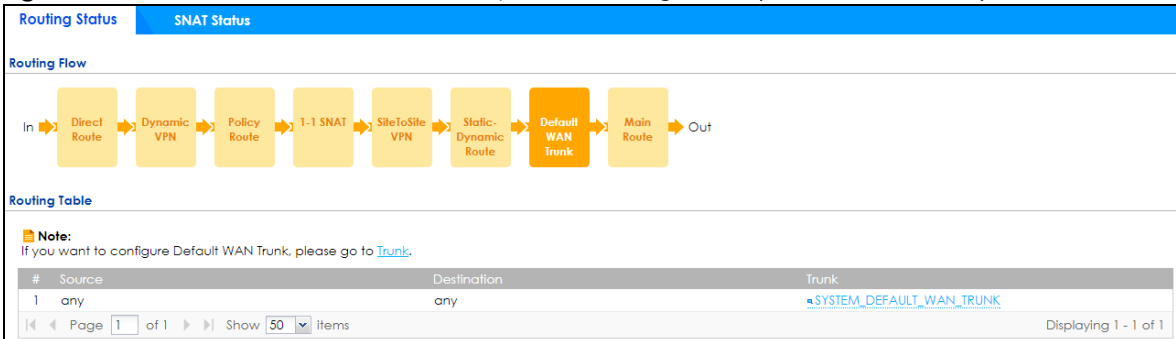 Routing Status SNAT Status
Routing Flow
In Direct Route Dynamic VPN Policy Route 1-1 SNAT SiteToSite VPN Static-Dynamic Route Default WAN Trunk Main Route Out
Routing Table
Note:
If you want to configure Default WAN Trunk, please go to Trunk.
# Source Destination Trunk
1 any any SYSTEM_DEFAULT_WAN_TRUNK
Page 1 of 1 Show 50 items Displaying 1 - 1 of 1